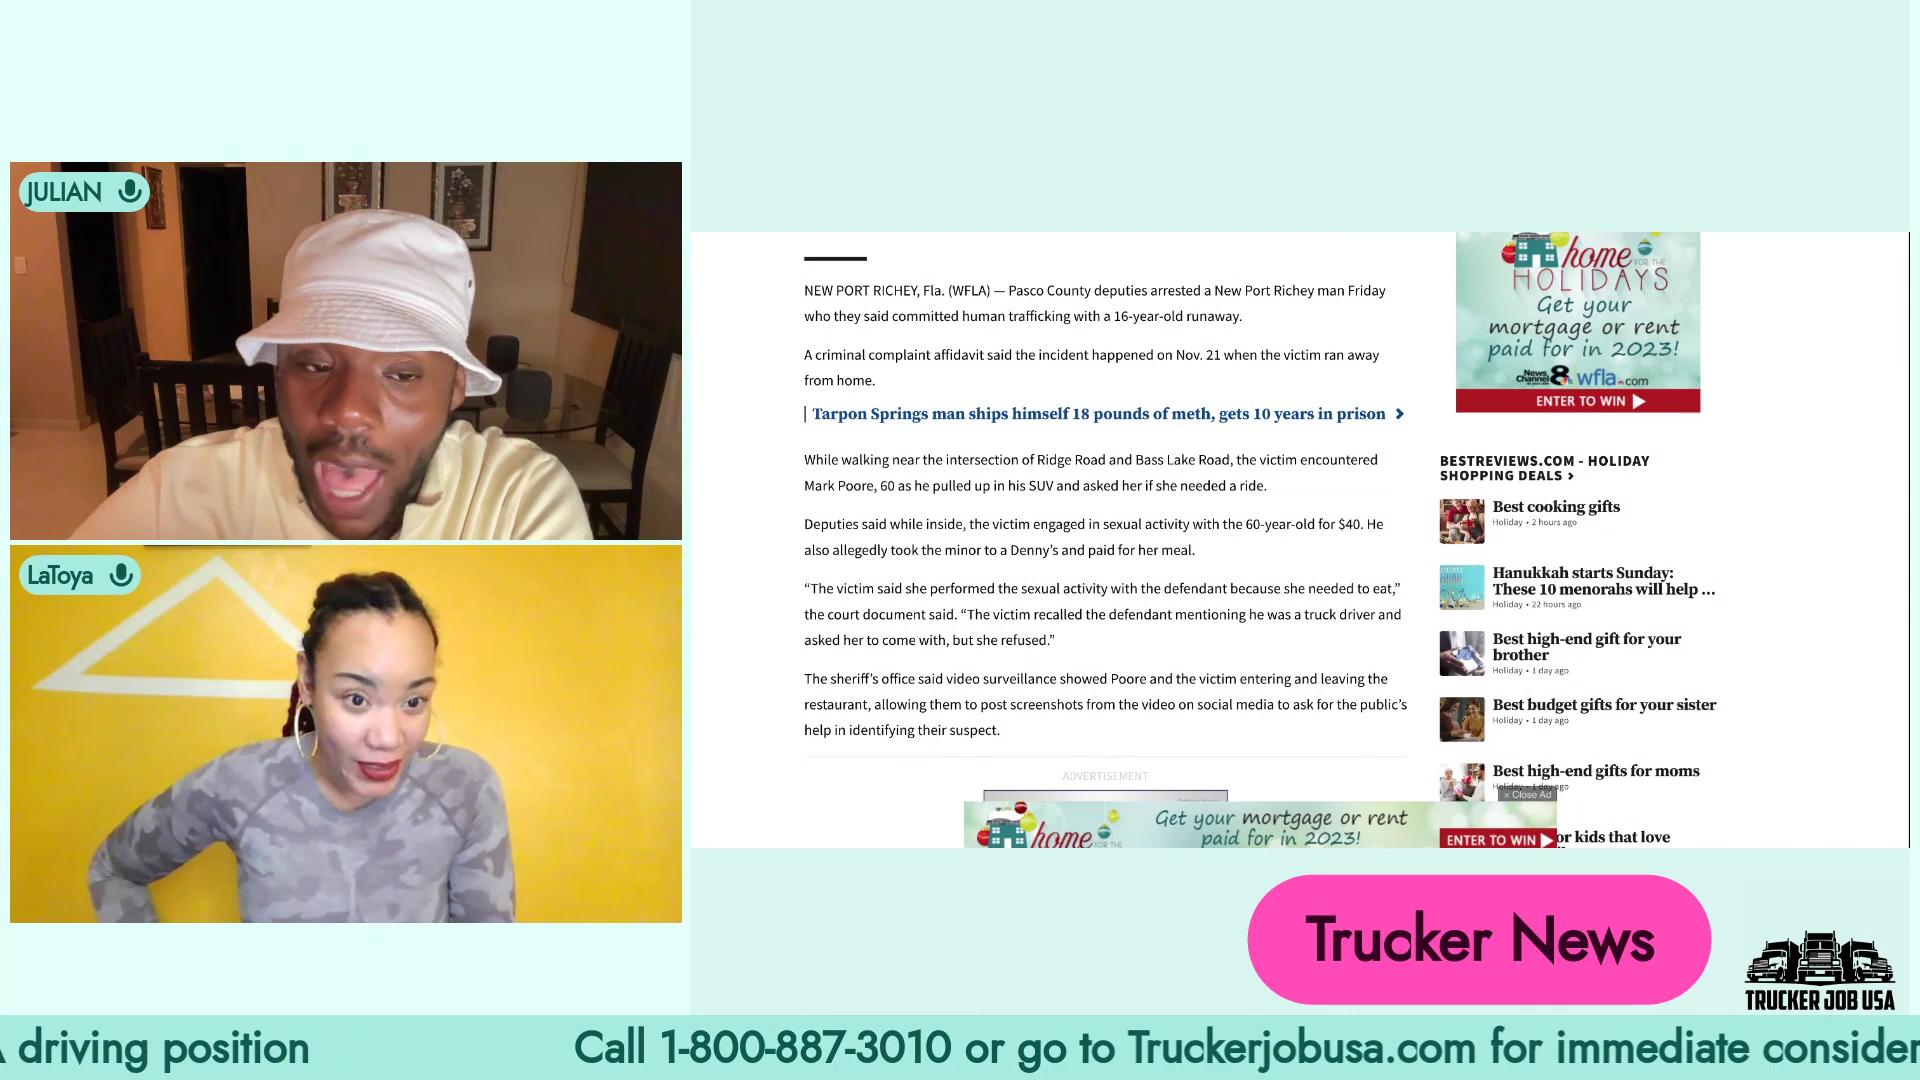 JULIAN
LaToya
NEW PORT RICHEY, Fla. (WFLA) — Pasco County deputies arrested a New Port Richey man Friday
who they said committed human trafficking with a 16-year-old runaway.
A criminal complaint affidavit said the incident happened on Nov. 21 when the victim ran away
from home.
Tarpon Springs man ships himself 18 pounds of meth, gets 10 years in prison
While walking near the intersection of Ridge Road and Bass Lake Road, the victim encountered
Mark Poore, 60 as he pulled up in his SUV and asked her if she needed a ride.
Deputies said while inside, the victim engaged in sexual activity with the 60-year-old for $40. He
also allegedly took the minor to a Denny’s and paid for her meal.
“The victim said she performed the sexual activity with the defendant because she needed to eat,”
the court document said. “The victim recalled the defendant mentioning he was a truck driver and
asked her to come with, but she refused.”
The sheriff’s office said video surveillance showed Poore and the victim entering and leaving the
restaurant, allowing them to post screenshots from the video on social media to ask for the public’s
help in identifying their suspect.
ADVERTISEMENT
home FOR THE
HOLIDAYS
Get your
mortgage or rent
paid for in 2023!
News Channel 8 wfla.com
ENTER TO WIN
BESTREVIEWS.COM - HOLIDAY
SHOPPING DEALS >
Best cooking gifts
Holiday • 2 hours ago
Hanukkah starts Sunday:
These 10 menorahs will help ...
Holiday • 22 hours ago
Best high-end gift for your
brother
Holiday • 1 day ago
Best budget gifts for your sister
Holiday • 1 day ago
Best high-end gifts for moms
Holiday • 1 day ago
× Close Ad
or kids that love
home FOR THE
Get your mortgage or rent
paid for in 2023!
ENTER TO WIN
Trucker News
TRUCKER JOB USA
A driving position
Call 1-800-887-3010 or go to Truckerjobusa.com for immediate consider